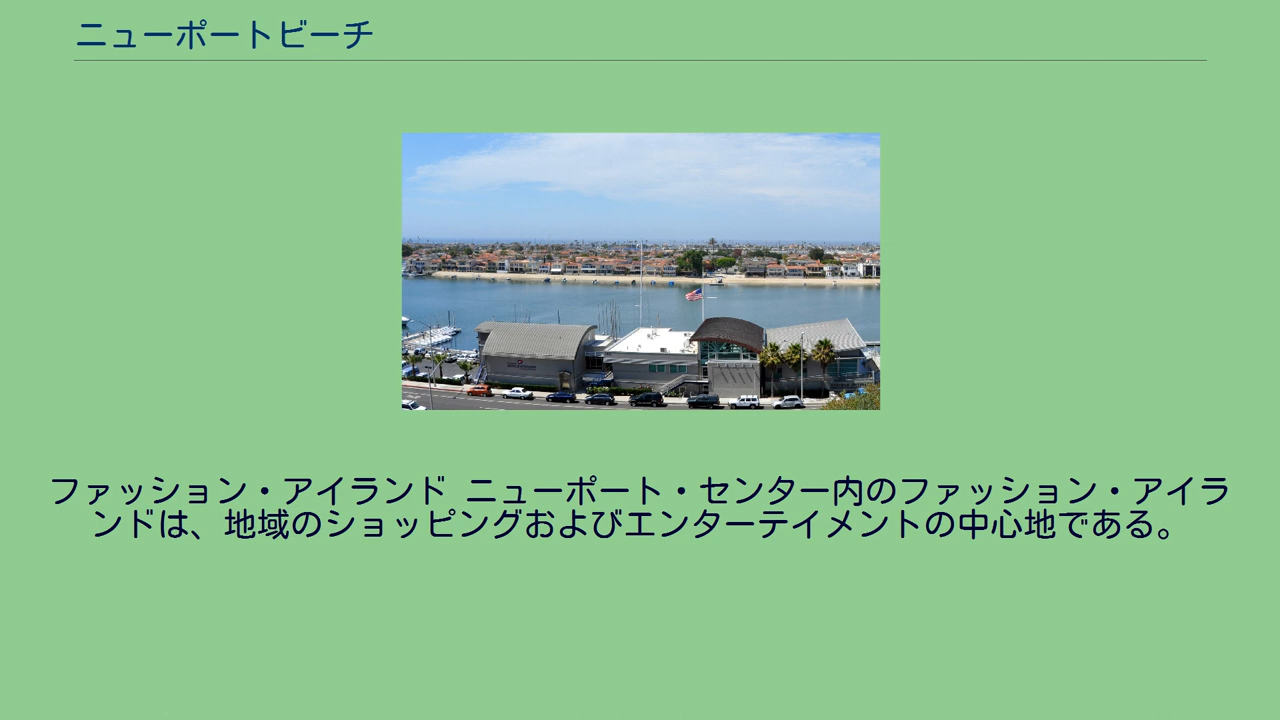 ニューポートビーチ
ファッション・アイランド ニューポート・センター内のファッション・アイラ
ンドは、地域のショッピングおよびエンターテイメントの中心地である。